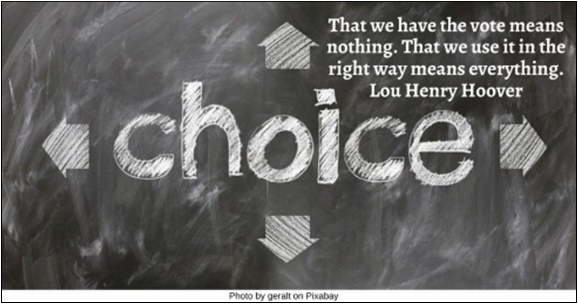 That we have the vote means
nothing. That we use it in the
right way means everything.
Lou Henry Hoover
choice
Photo by geralt on Pixabay